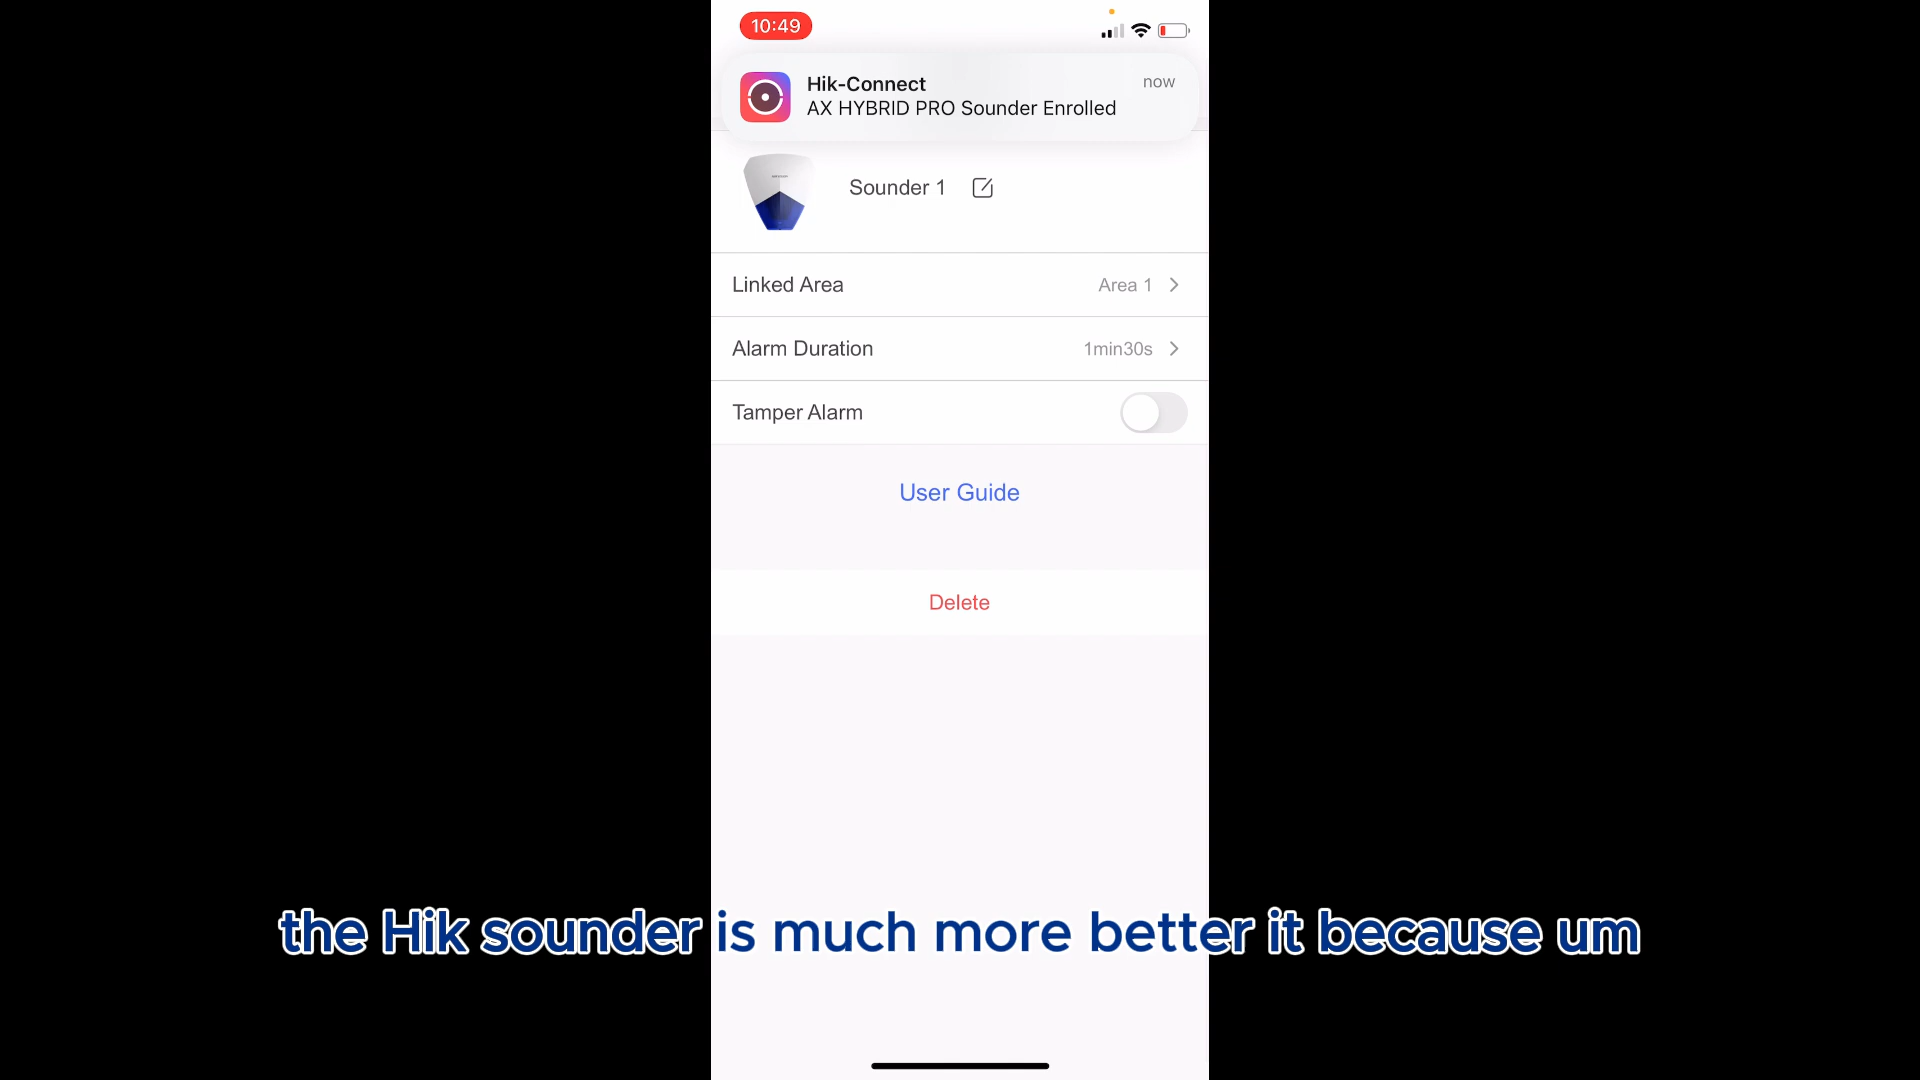 10:49
Hik-Connect
now
AX HYBRID PRO Sounder Enrolled
Sounder 1
Linked Area
Area 1
Alarm Duration
1min30s
Tamper Alarm
User Guide
Delete
the Hik sounder is much more better it because um